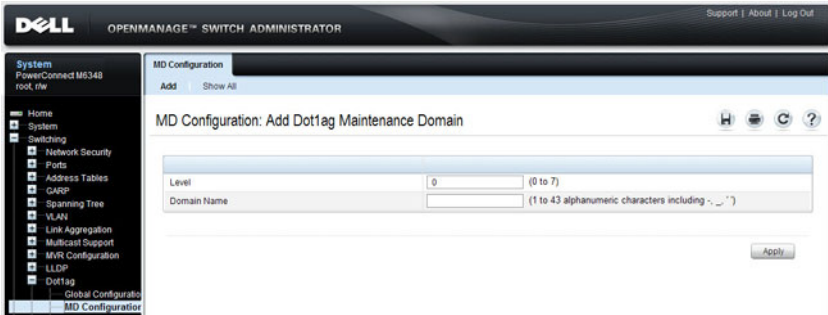 Support | About | Log Out
DELL OPENMANAGE™ SWITCH ADMINISTRATOR
System
PowerConnect M6348
root, r/w
Home
System
Switching
Network Security
Ports
Address Tables
GARP
Spanning Tree
VLAN
Link Aggregation
Multicast Support
MVR Configuration
LLDP
Dot1ag
Global Configuratio
MD Configuration
MD Configuration
Add | Show All
MD Configuration: Add Dot1ag Maintenance Domain
?
Level 0 (0 to 7)
Domain Name (1 to 43 alphanumeric characters including -, _, ' ')
Apply